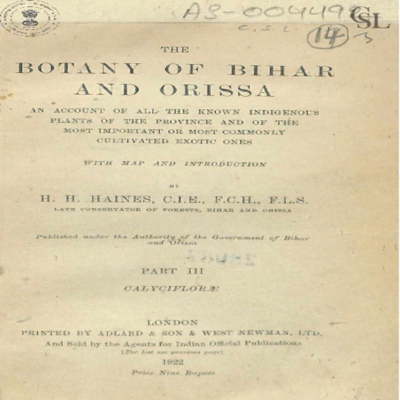 AS-004499
CSL
C.S.L.
14
3
THE
BOTANY OF BIHAR
AND ORISSA
AN ACCOUNT OF ALL THE KNOWN INDIGENOUS
PLANTS OF THE PROVINCE AND OF THE
MOST IMPORTANT OR MOST COMMONLY
CULTIVATED EXOTIC ONES
WITH MAP AND INTRODUCTION
BY
H. H. HAINES, C.I.E., F.C.H., F.L.S.
LATE CONSERVATOR OF FORESTS, BIHAR AND ORISSA
Published under the Authority of the Government of Bihar
and Orissa
PART III
CALYCIFLORÆ
LONDON
PRINTED BY ADLARD & SON & WEST NEWMAN, LTD.
And Sold by the Agents for Indian Official Publications
(For list see previous page)
1922
Price Nine Rupees